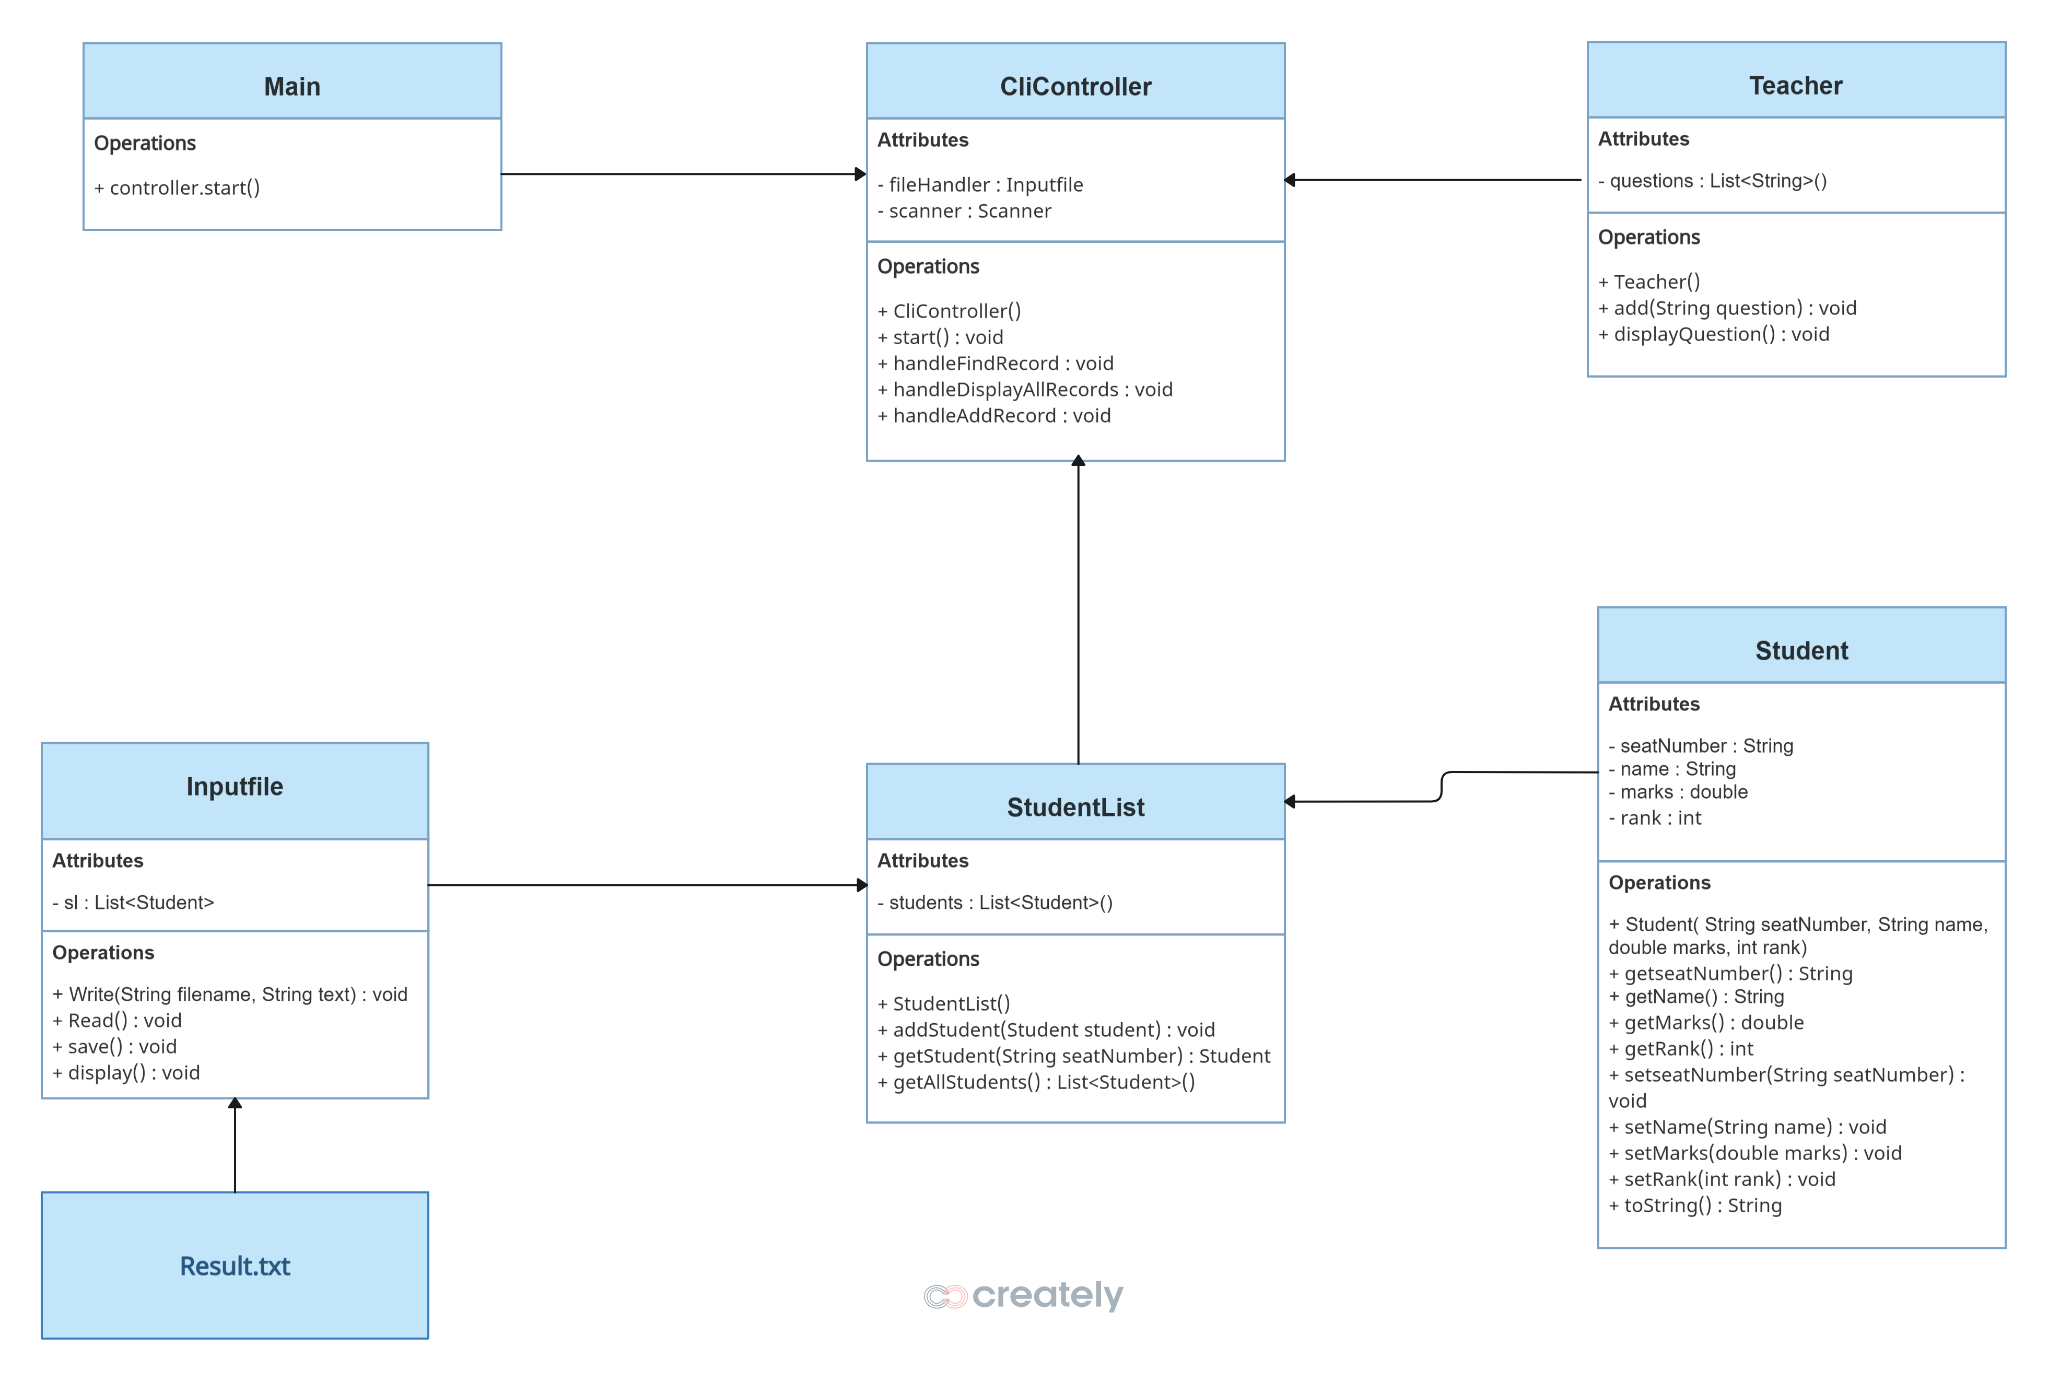 Main
Operations
+ controller.start()
CliController
Attributes
- fileHandler : Inputfile
- scanner : Scanner
Operations
+ CliController()
+ start() : void
+ handleFindRecord : void
+ handleDisplayAllRecords : void
+ handleAddRecord : void
Teacher
Attributes
- questions : List<String>()
Operations
+ Teacher()
+ add(String question) : void
+ displayQuestion() : void
Inputfile
Attributes
- sl : List<Student>
Operations
+ Write(String filename, String text) : void
+ Read() : void
+ save() : void
+ display() : void
Result.txt
StudentList
Attributes
- students : List<Student>()
Operations
+ StudentList()
+ addStudent(Student student) : void
+ getStudent(String seatNumber) : Student
+ getAllStudents() : List<Student>()
Student
Attributes
- seatNumber : String
- name : String
- marks : double
- rank : int
Operations
+ Student( String seatNumber, String name,
double marks, int rank)
+ getseatNumber() : String
+ getName() : String
+ getMarks() : double
+ getRank() : int
+ setseatNumber(String seatNumber) :
void
+ setName(String name) : void
+ setMarks(double marks) : void
+ setRank(int rank) : void
+ toString() : String
creately